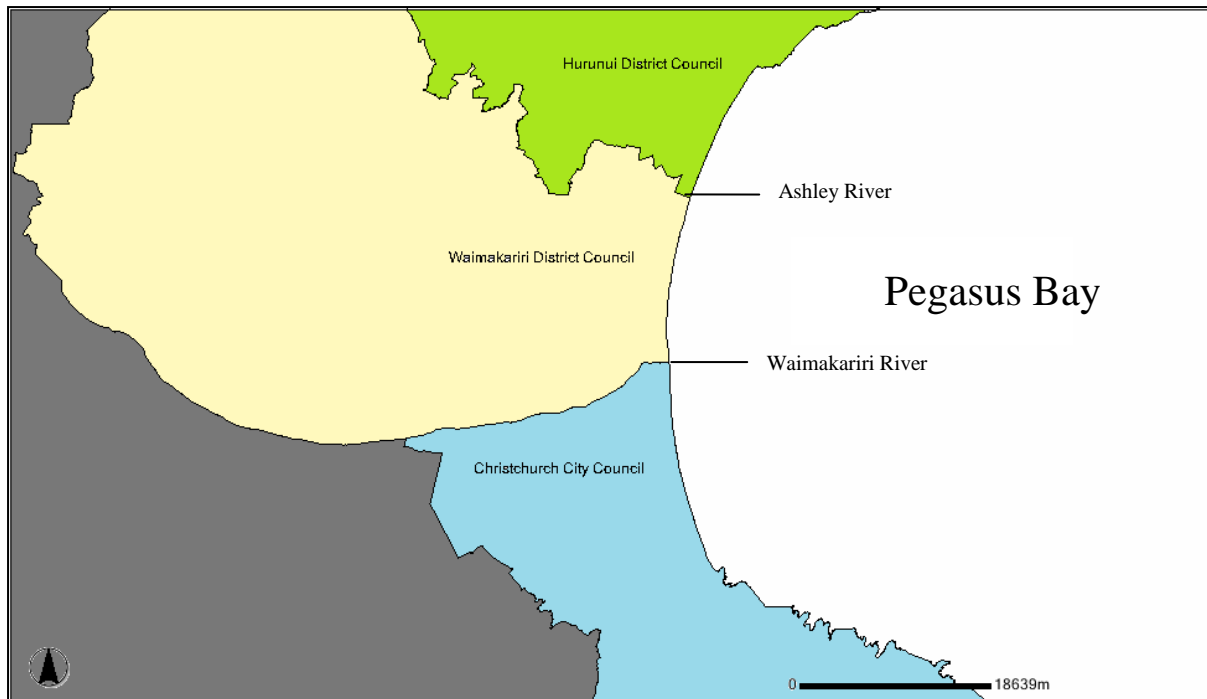 Hurunui District Council
Ashley River
Waimakariri District Council
Pegasus Bay
Waimakariri River
Christchurch City Council
0 18639m